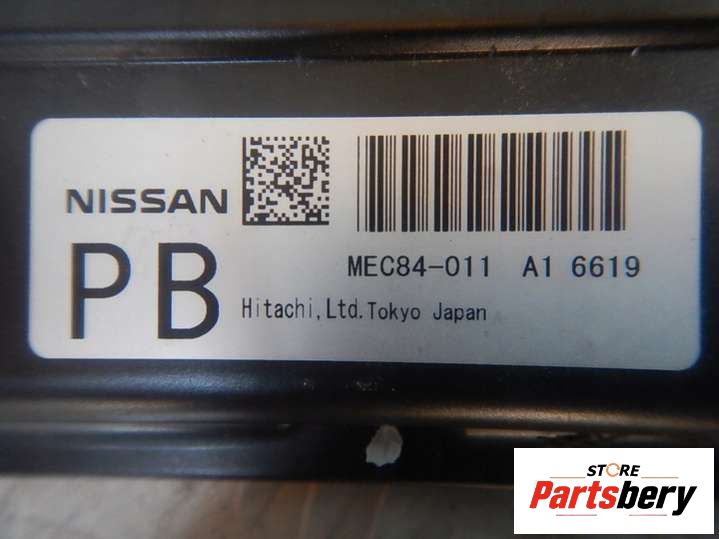 NISSAN
MEC84-011 A1 6619
PB
Hitachi,Ltd.Tokyo Japan
STORE
Partsbery